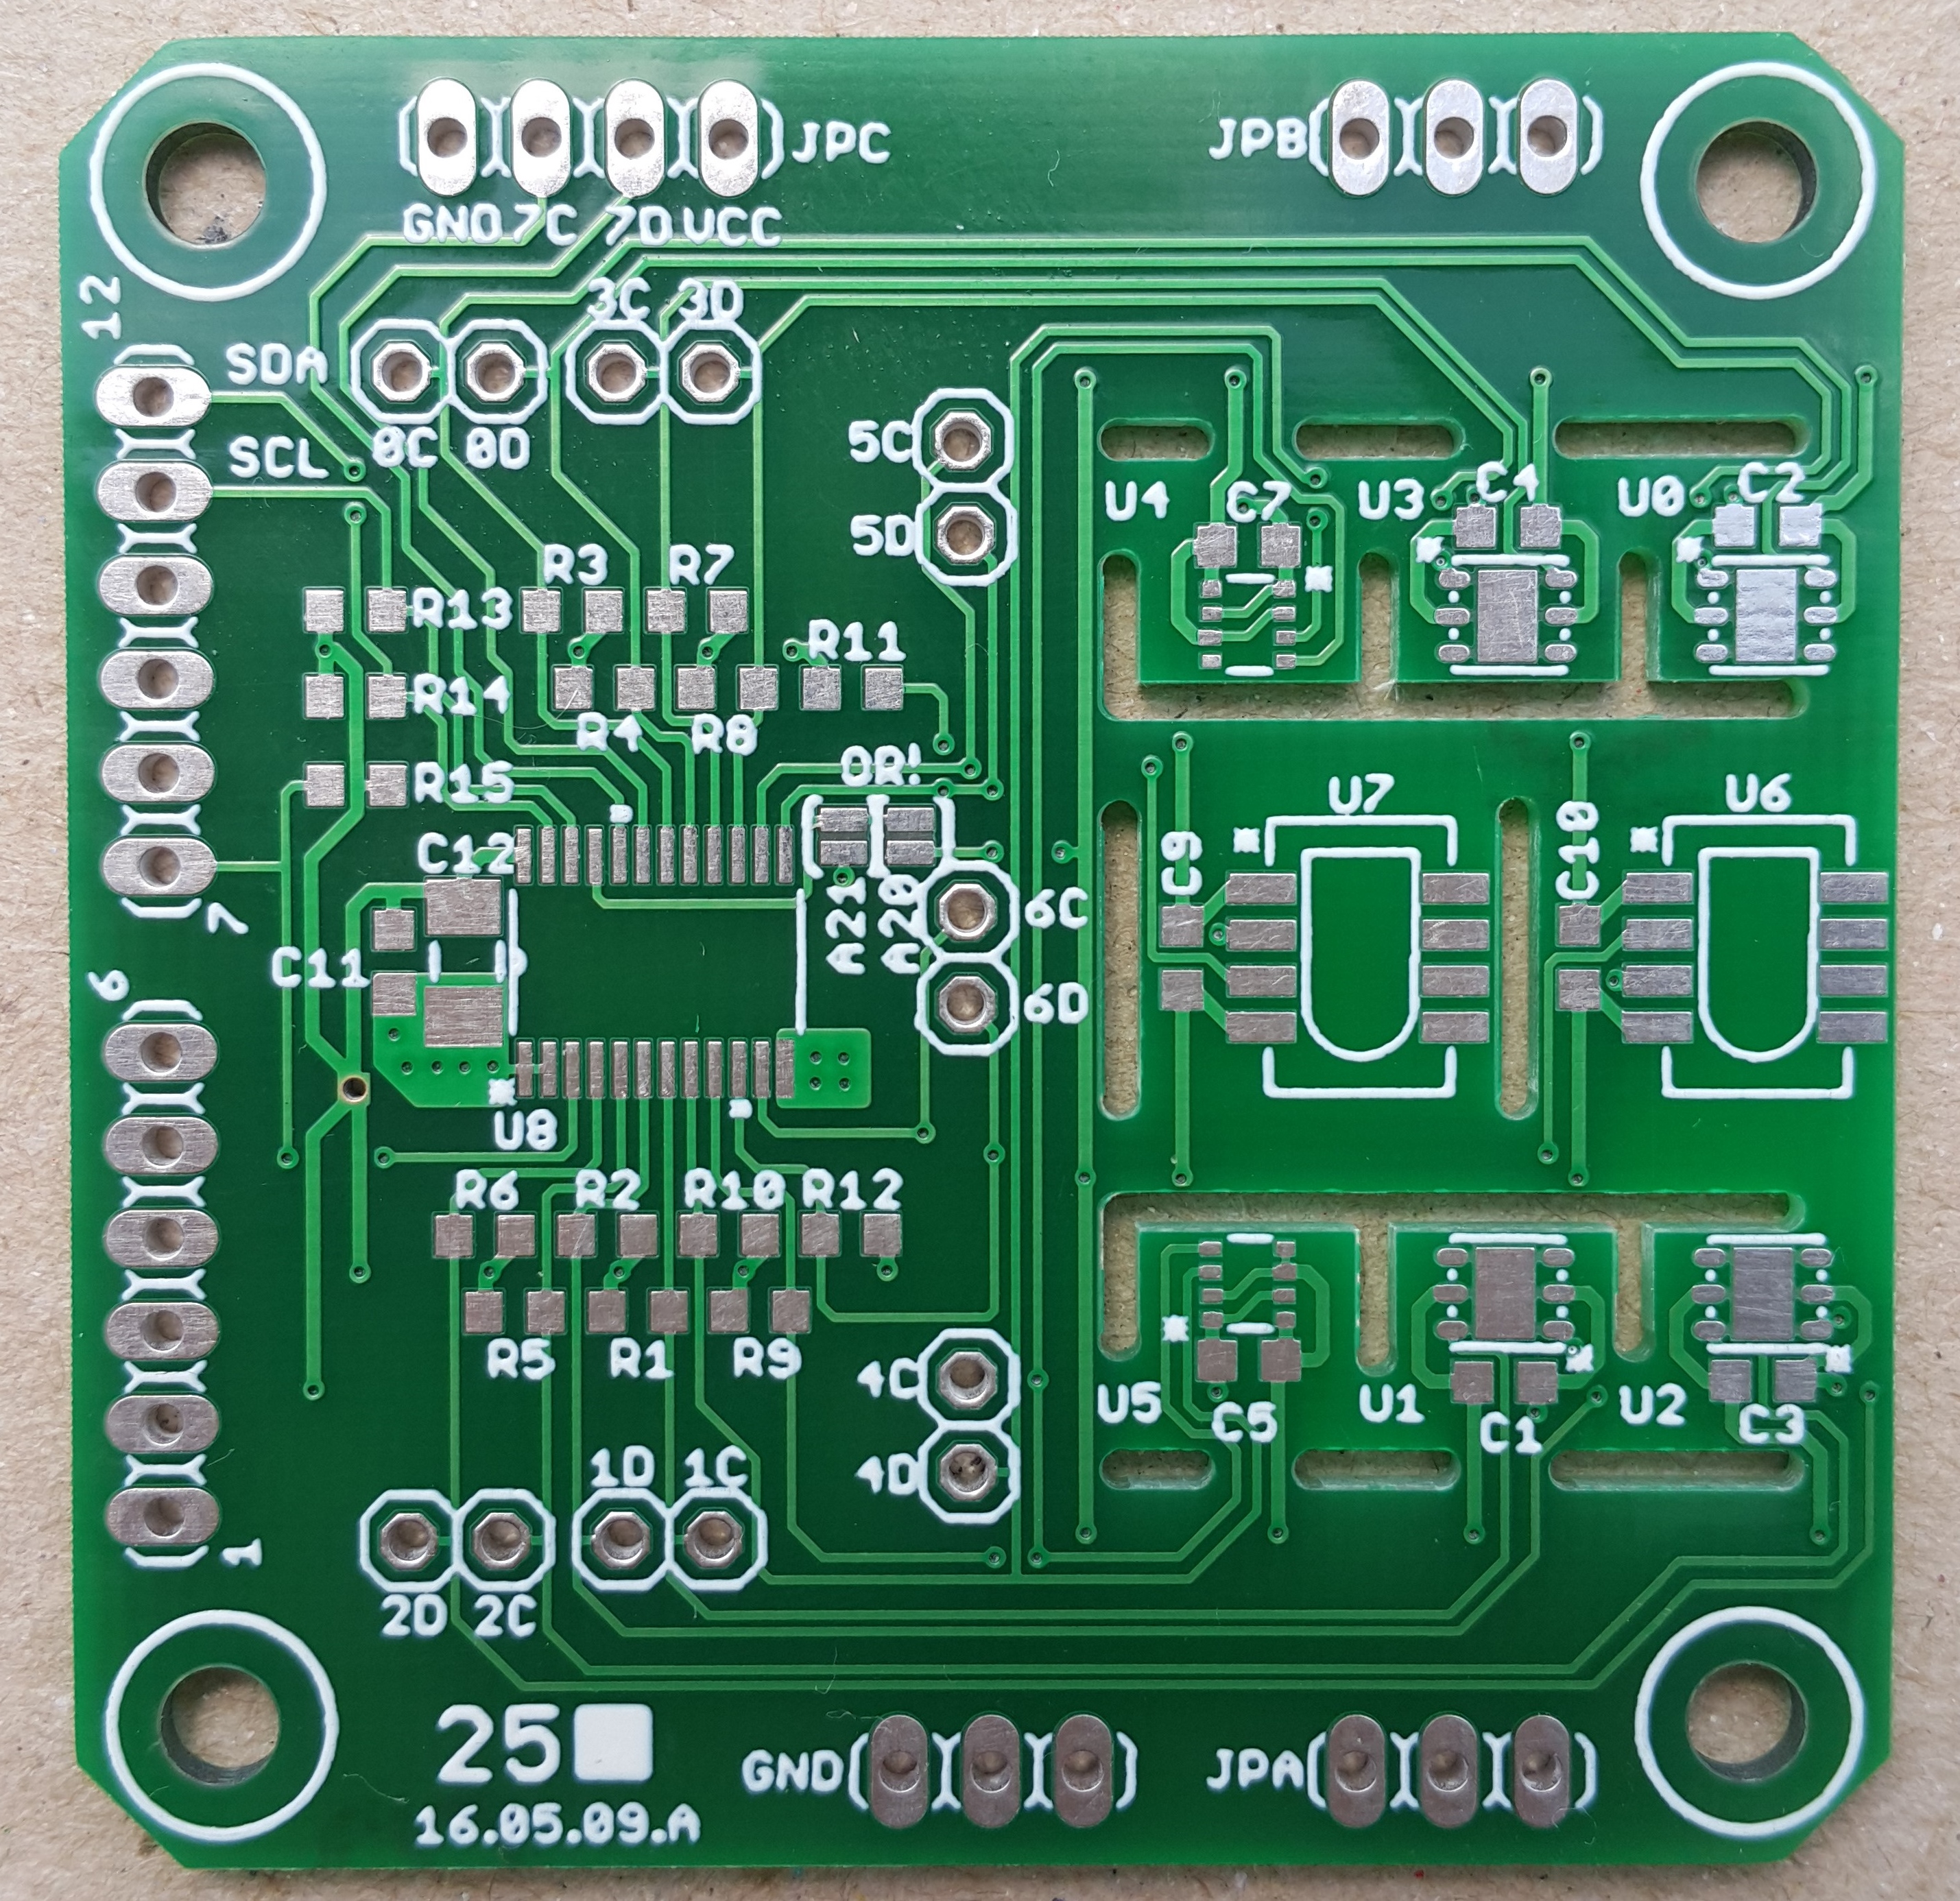 JPC
JPB
GND 7C 7D VCC
12
3C 3D
SDA
0C 0D
SCL
5C
5D
U4
C7
U3
C4
U0
C2
R3
R7
R13
R11
R14
R4
R8
OR!
R15
U7
U6
C12
C9
C10
A21
A20
6C
7
C11
6
6D
U8
R6
R2
R10
R12
R5
R1
R9
4C
U5
C5
U1
C1
U2
C3
1D 1C
4D
1
2D 2C
25
GND
JPA
16.05.09.A